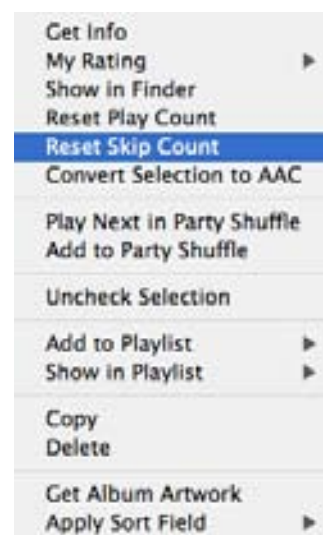 Get Info
My Rating
Show in Finder
Reset Play Count
Reset Skip Count
Convert Selection to AAC
Play Next in Party Shuffle
Add to Party Shuffle
Uncheck Selection
Add to Playlist
Show in Playlist
Copy
Delete
Get Album Artwork
Apply Sort Field